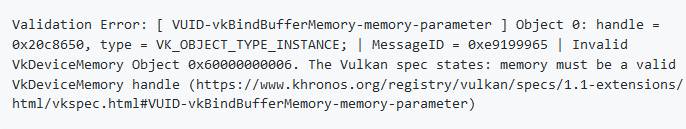 Validation Error: [ VUID-vkBindBufferMemory-memory-parameter ] Object 0: handle =
0x20c8650, type = VK_OBJECT_TYPE_INSTANCE; | MessageID = 0xe9199965 | Invalid
VkDeviceMemory Object 0x60000000006. The Vulkan spec states: memory must be a valid
VkDeviceMemory handle (https://www.khronos.org/registry/vulkan/specs/1.1-extensions/
html/vkspec.html#VUID-vkBindBufferMemory-memory-parameter)